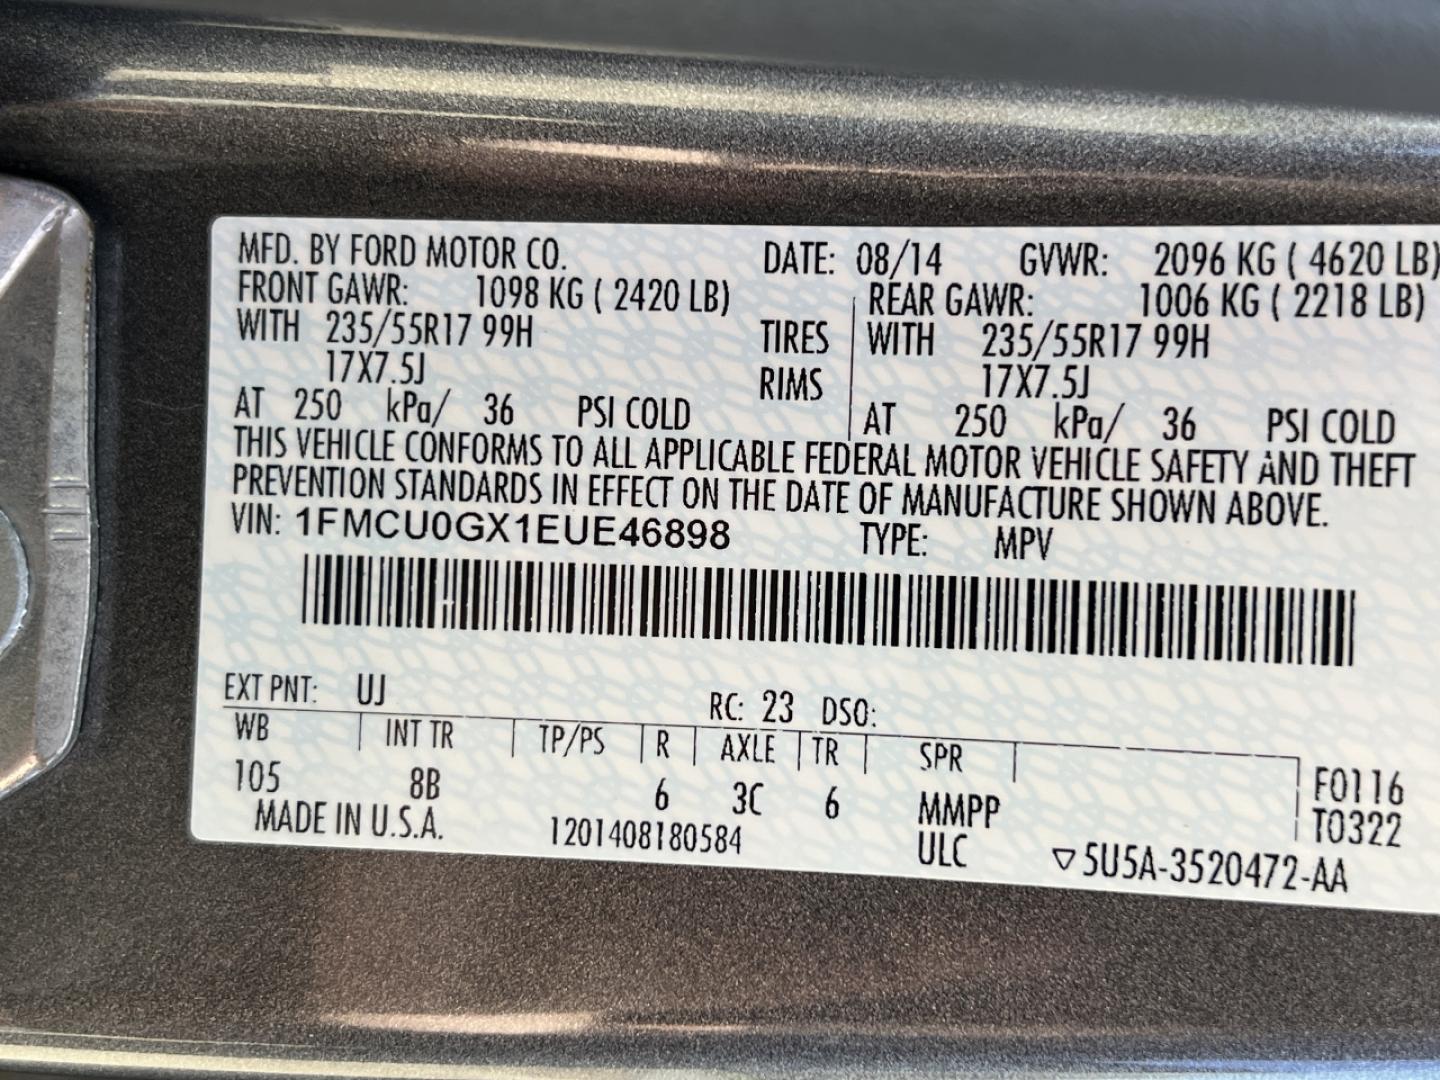 MFD. BY FORD MOTOR CO. DATE: 08/14 GVWR: 2096 KG ( 4620 LB)
FRONT GAWR: 1098 KG ( 2420 LB) REAR GAWR: 1006 KG ( 2218 LB)
WITH 235/55R17 99H TIRES WITH 235/55R17 99H
17X7.5J RIMS 17X7.5J
AT 250 kPa/ 36 PSI COLD AT 250 kPa/ 36 PSI COLD
THIS VEHICLE CONFORMS TO ALL APPLICABLE FEDERAL MOTOR VEHICLE SAFETY AND THEFT
PREVENTION STANDARDS IN EFFECT ON THE DATE OF MANUFACTURE SHOWN ABOVE.
VIN: 1FMCU0GX1EUE46898 TYPE: MPV
EXT PNT: UJ RC: 23 DSO:
WB INT TR TP/PS R AXLE TR SPR
105 8B 6 3C 6 MMPP F0116
MADE IN U.S.A. 1201408180584 ULC T0322
▽5U5A-3520472-AA